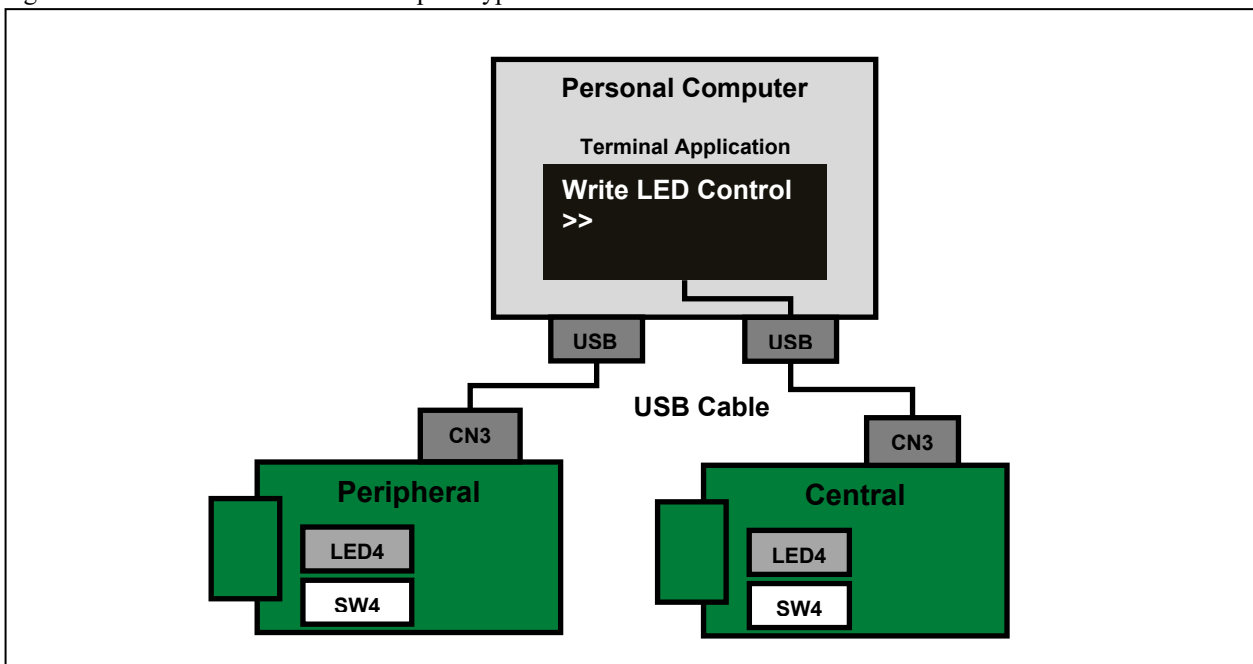 Personal Computer
Terminal Application
Write LED Control
>>
USB
USB
USB Cable
CN3
CN3
Peripheral
LED4
SW4
Central
LED4
SW4